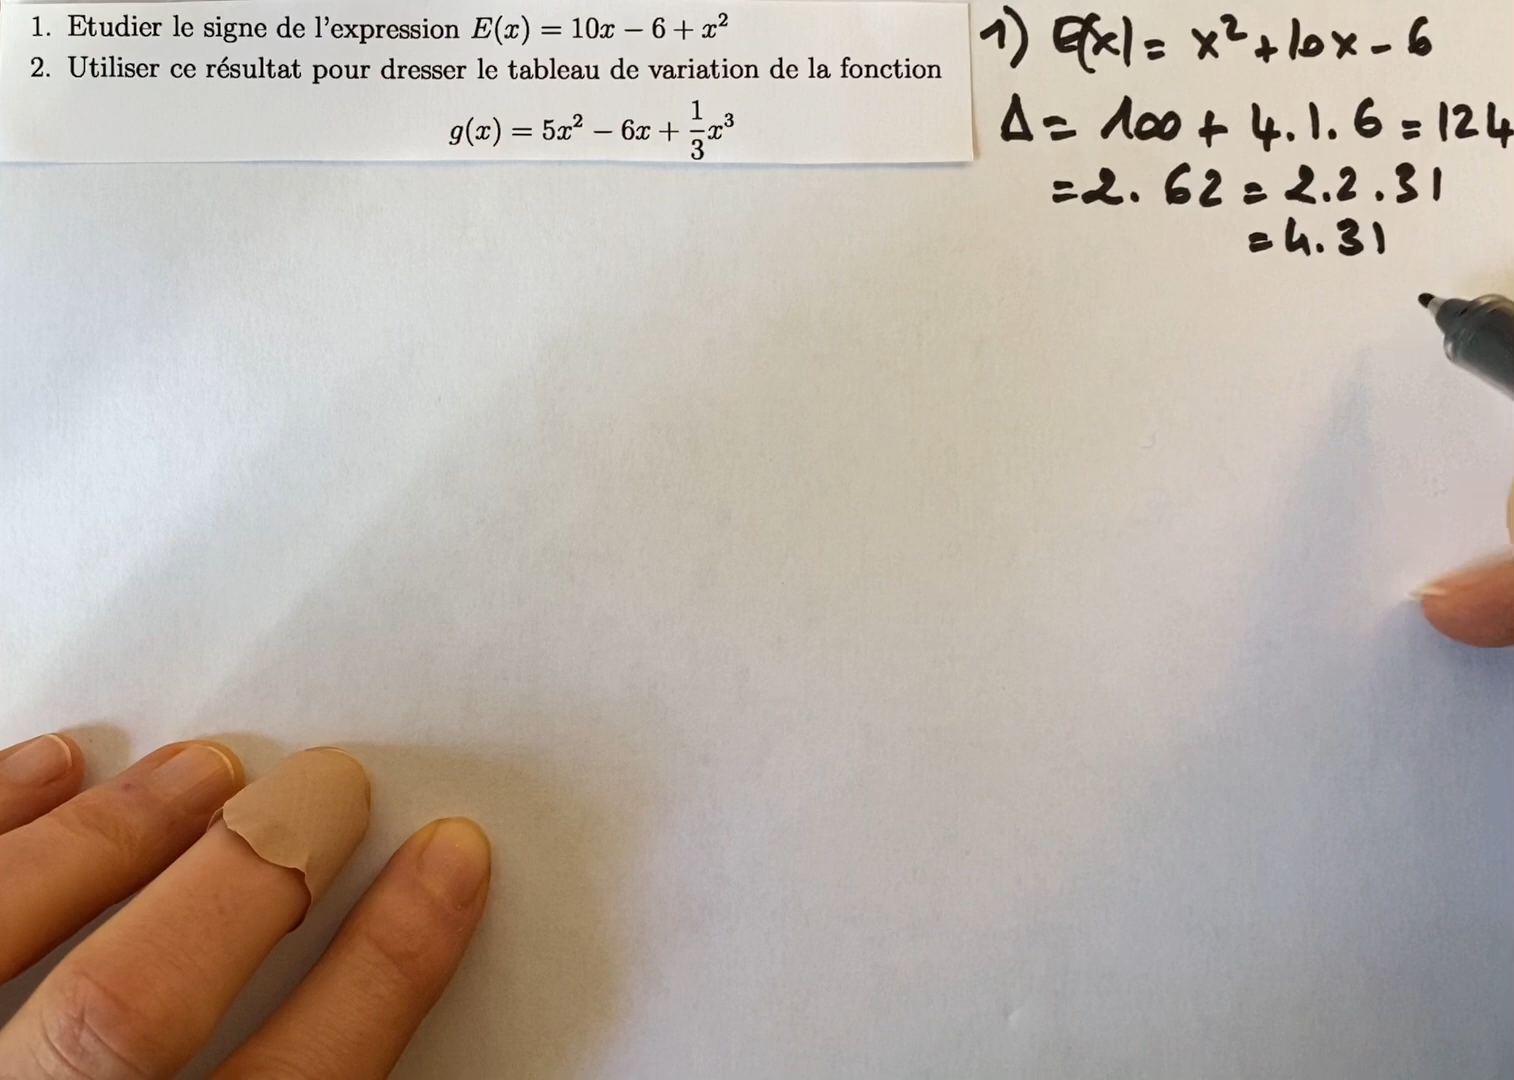 1. Etudier le signe de l'expression E(x) = 10x − 6 + x²
2. Utiliser ce résultat pour dresser le tableau de variation de la fonction
g(x) = 5x² − 6x + 1/3 x³
1) E(x) = x² + 10x − 6
Δ = 100 + 4.1.6 = 124
= 2. 62 = 2.2.31
= 4.31